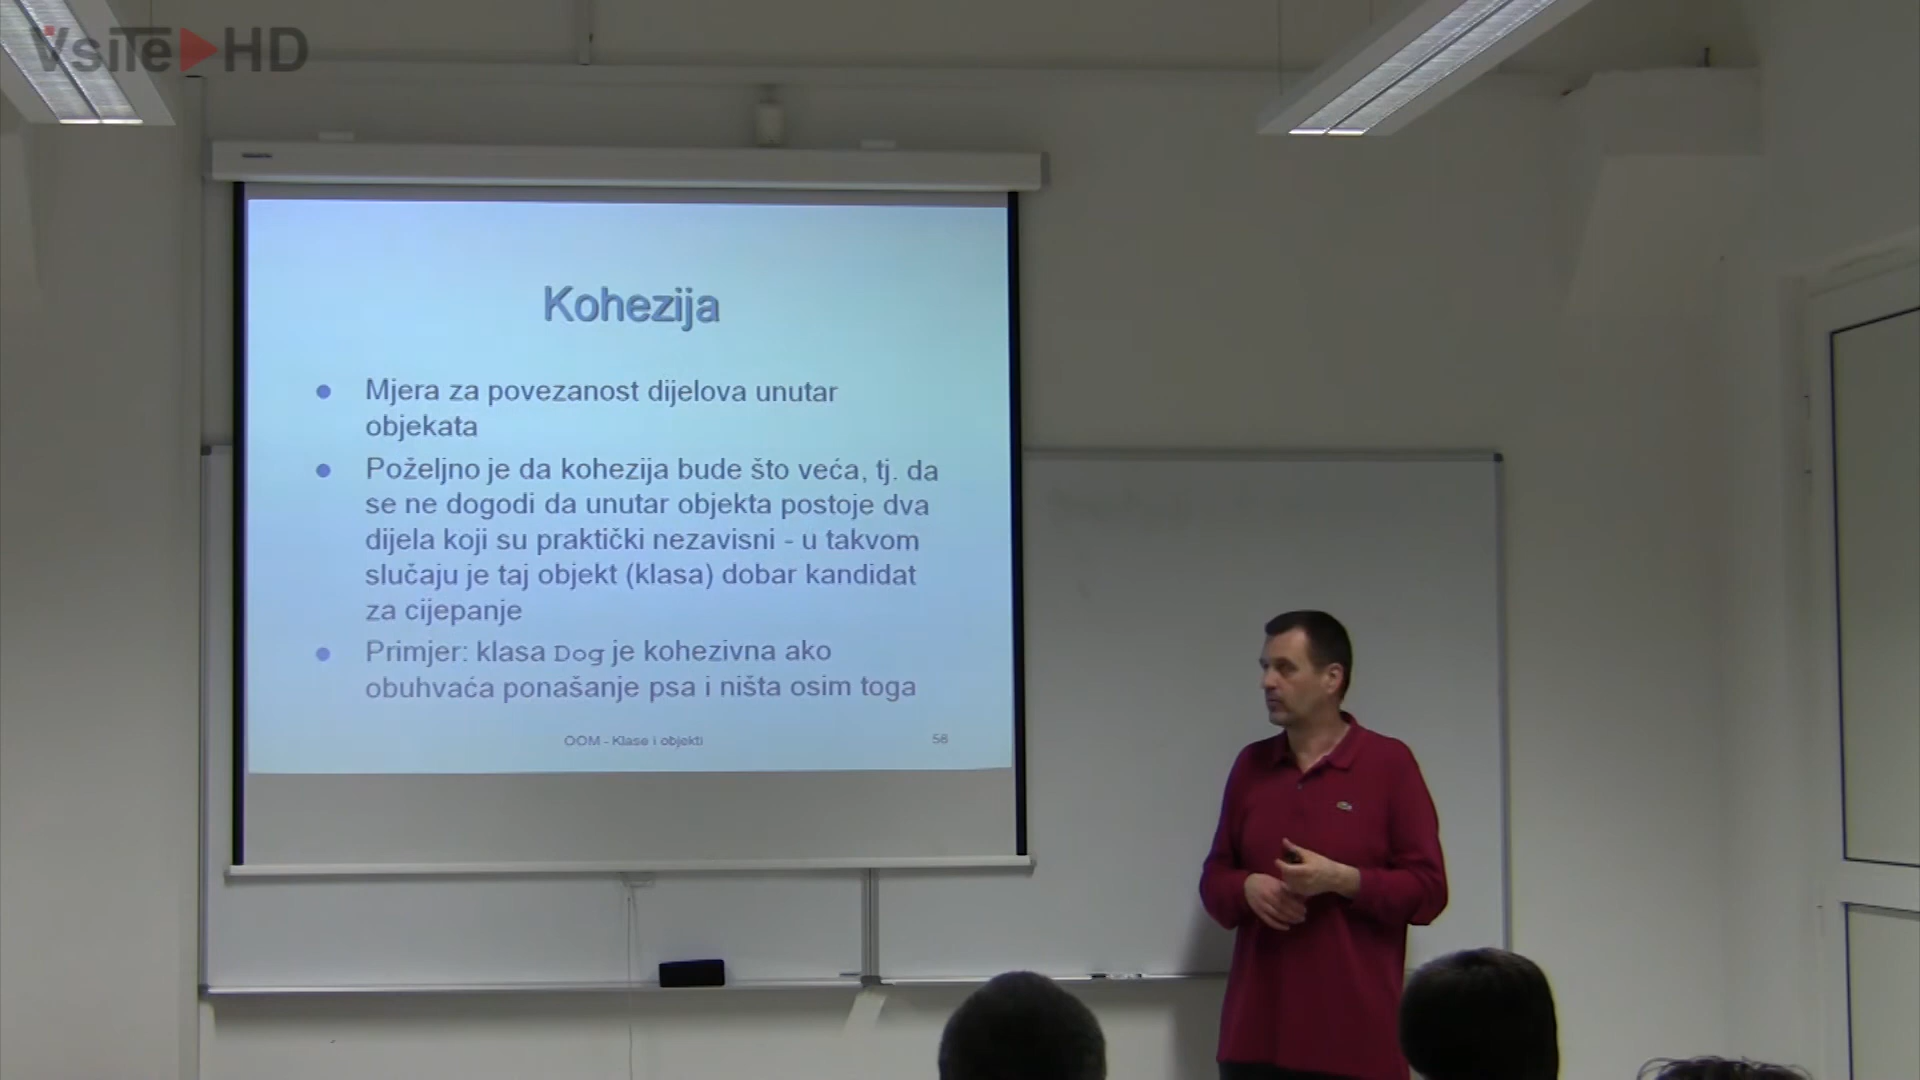 VsiTe HD
Kohezija
Mjera za povezanost dijelova unutar
objekata
Poželjno je da kohezija bude što veća, tj. da
se ne dogodi da unutar objekta postoje dva
dijela koji su praktički nezavisni - u takvom
slučaju je taj objekt (klasa) dobar kandidat
za cijepanje
Primjer: klasa Dog je kohezivna ako
obuhvaća ponašanje psa i ništa osim toga
OOM - Klase i objekti
56